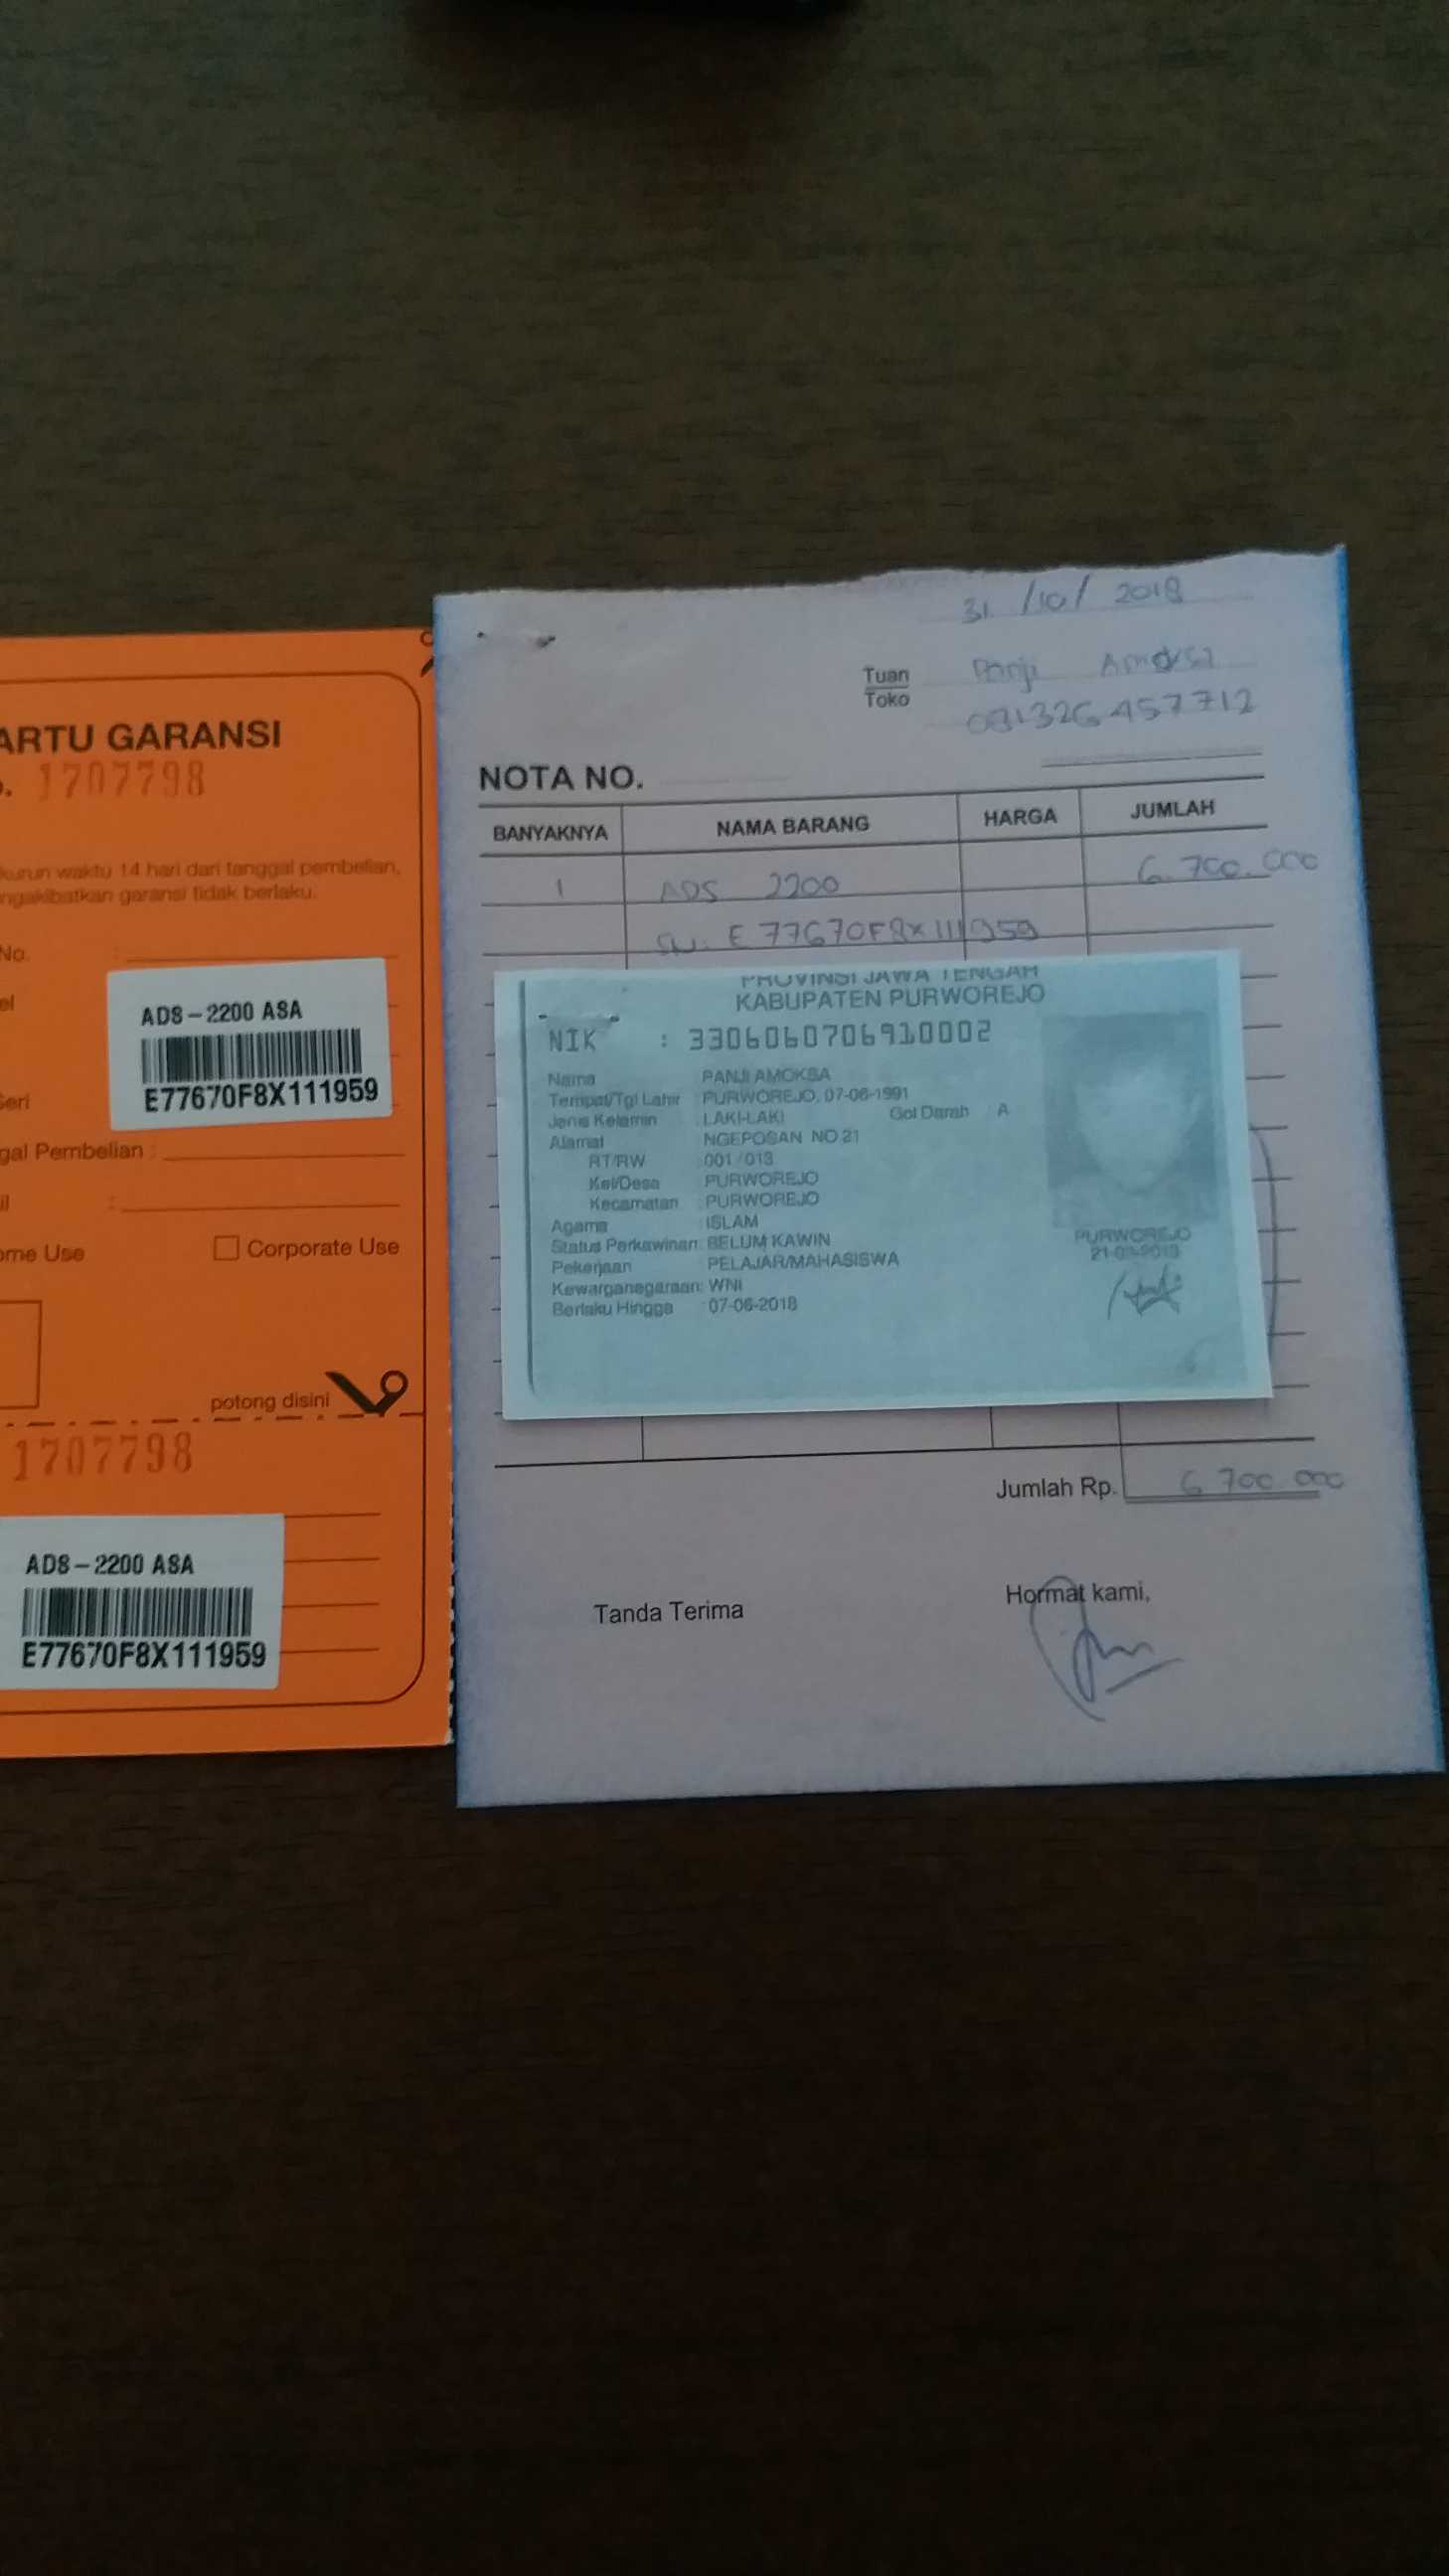 ARTU GARANSI
. 1707798
kurun waktu 14 hari dari tanggal pembelian,
ngakibatkan garansi tidak berlaku.
No. :
el
ADS-2200 ASA
E77670F8X111959
Seri
gal Pembelian :
il :
ome Use Corporate Use
potong disini
1707798
ADS-2200 ASA
E77670F8X111959
31 /10/ 2018
Tuan Panji Amoksa
Toko 081326457712
NOTA NO.
BANYAKNYA NAMA BARANG HARGA JUMLAH
1 ADS 2200 6.700.000
SN. E77670F8X111959
PROVINSI JAWA TENGAH
KABUPATEN PURWOREJO
NIK : 3306060706910002
Nama : PANJI AMOKSA
Tempat/Tgl Lahir : PURWOREJO, 07-06-1991
Jenis Kelamin : LAKI-LAKI Gol Darah : A
Alamat : NGEPOSAN NO 21
RT/RW : 001/013
Kel/Desa : PURWOREJO
Kecamatan : PURWOREJO
Agama : ISLAM
Status Perkawinan: BELUM KAWIN
Pekerjaan : PELAJAR/MAHASISWA
Kewarganegaraan: WNI
Berlaku Hingga : 07-06-2018
PURWOREJO
Jumlah Rp. 6.700.000
Tanda Terima Hormat kami,